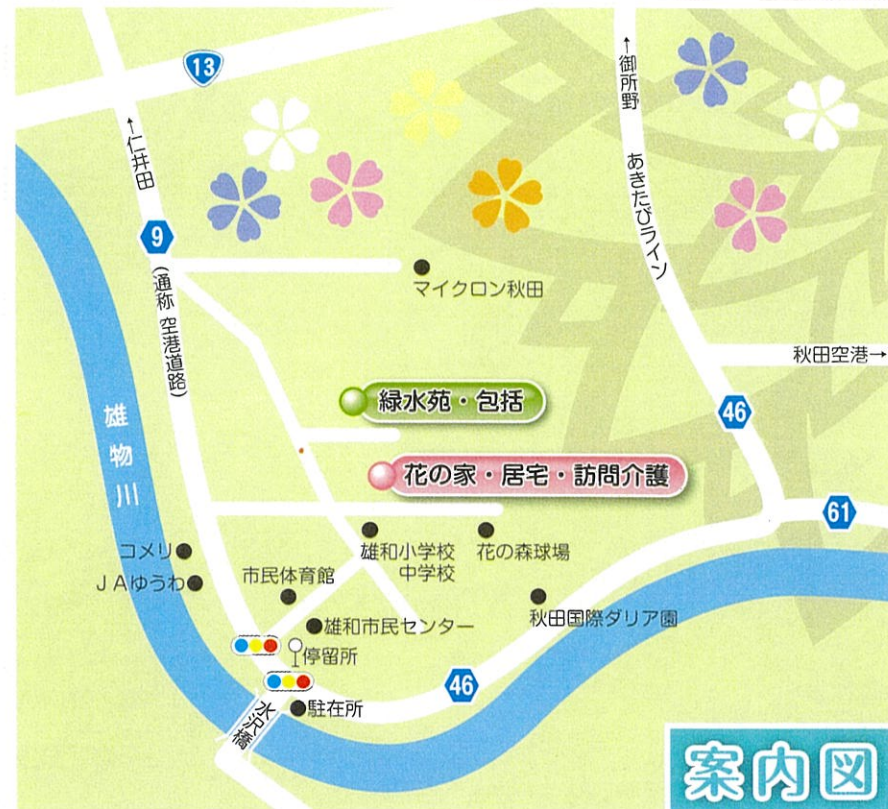 13
←御所野
←仁井田
あきたびライン
9
(通称 空港道路)
マイクロン秋田
秋田空港→
緑水苑・包括
46
雄物川
花の家・居宅・訪問介護
61
コメリ
雄和小学校
中学校
花の森球場
JAゆうわ
市民体育館
秋田国際ダリア園
雄和市民センター
停留所
46
駐在所
水沢橋
案内図